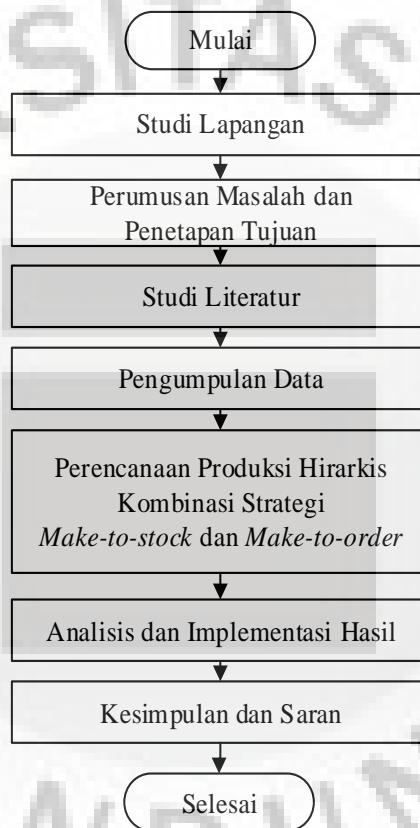 Mulai
Studi Lapangan
Perumusan Masalah dan
Penetapan Tujuan
Studi Literatur
Pengumpulan Data
Perencanaan Produksi Hirarkis
Kombinasi Strategi
Make-to-stock dan Make-to-order
Analisis dan Implementasi Hasil
Kesimpulan dan Saran
Selesai